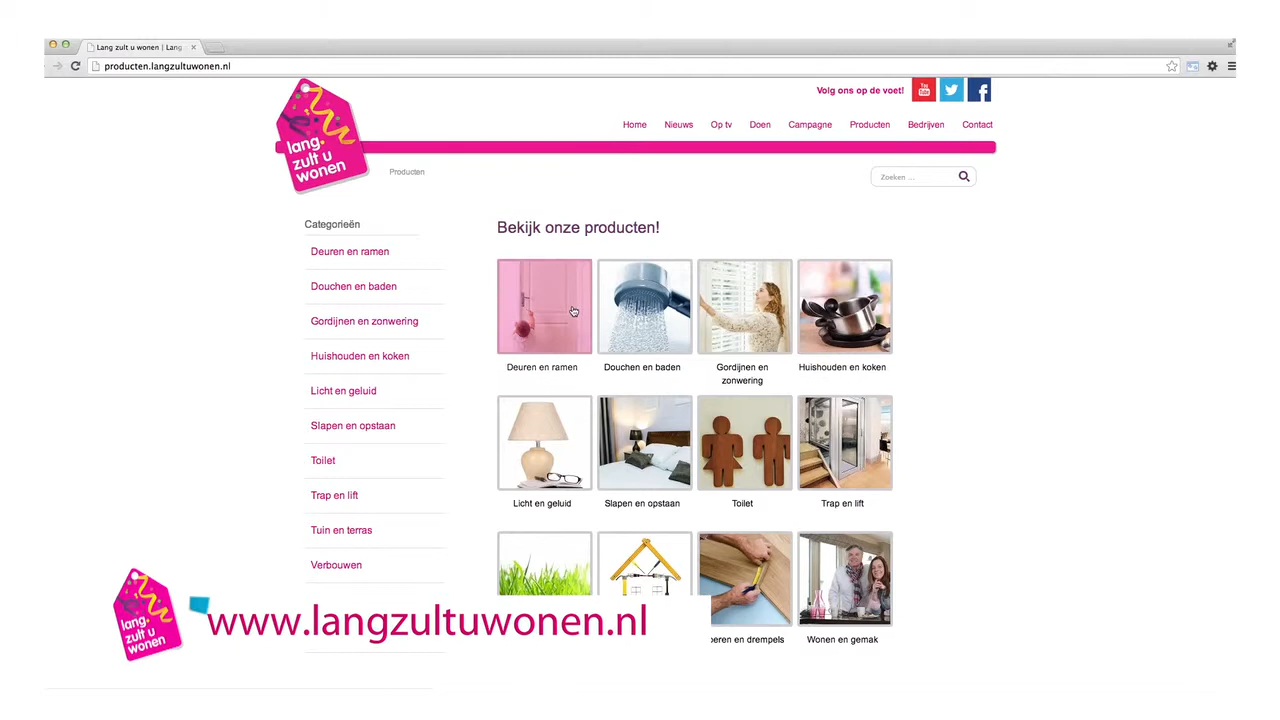 Lang zult u wonen | Lang
producten.langzultuwonen.nl
Volg ons op de voet!
You Tube
Home Nieuws Op tv Doen Campagne Producten Bedrijven Contact
lang.
zult u
wonen
Producten
Zoeken ...
Categorieën
Deuren en ramen
Douchen en baden
Gordijnen en zonwering
Huishouden en koken
Licht en geluid
Slapen en opstaan
Toilet
Trap en lift
Tuin en terras
Verbouwen
Bekijk onze producten!
Deuren en ramen
Douchen en baden
Gordijnen en
zonwering
Huishouden en koken
Licht en geluid
Slapen en opstaan
Toilet
Trap en lift
en drempels
Wonen en gemak
lang.
zult u
wonen
www.langzultuwonen.nl